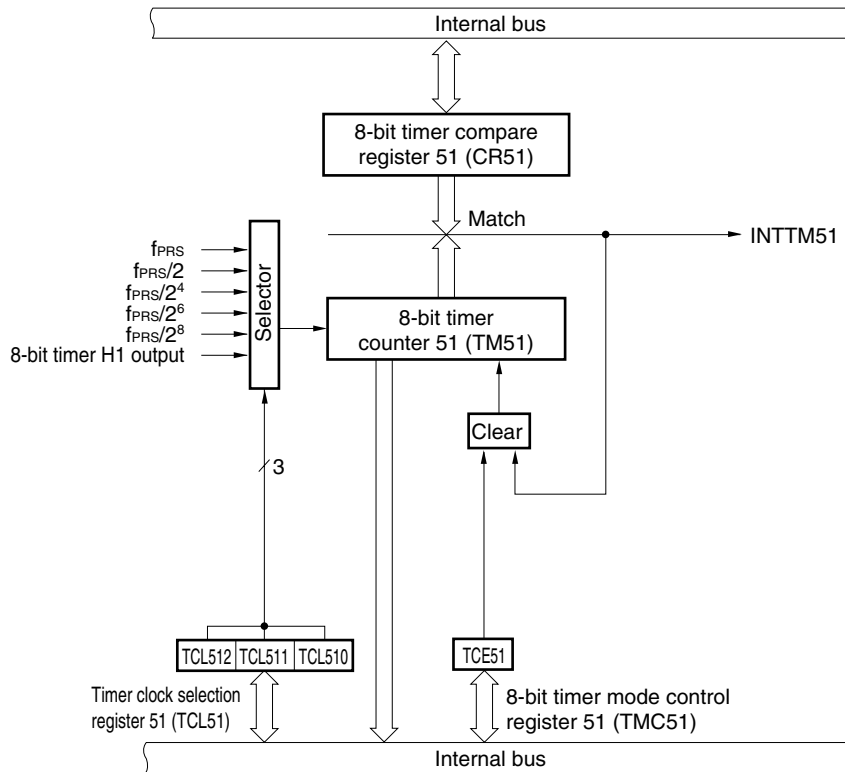 Internal bus
8-bit timer compare
register 51 (CR51)
Match
INTTM51
fPRS
fPRS/2
fPRS/2⁴
fPRS/2⁶
fPRS/2⁸
8-bit timer H1 output
Selector
8-bit timer
counter 51 (TM51)
Clear
3
TCL512 TCL511 TCL510
TCE51
Timer clock selection
register 51 (TCL51)
8-bit timer mode control
register 51 (TMC51)
Internal bus